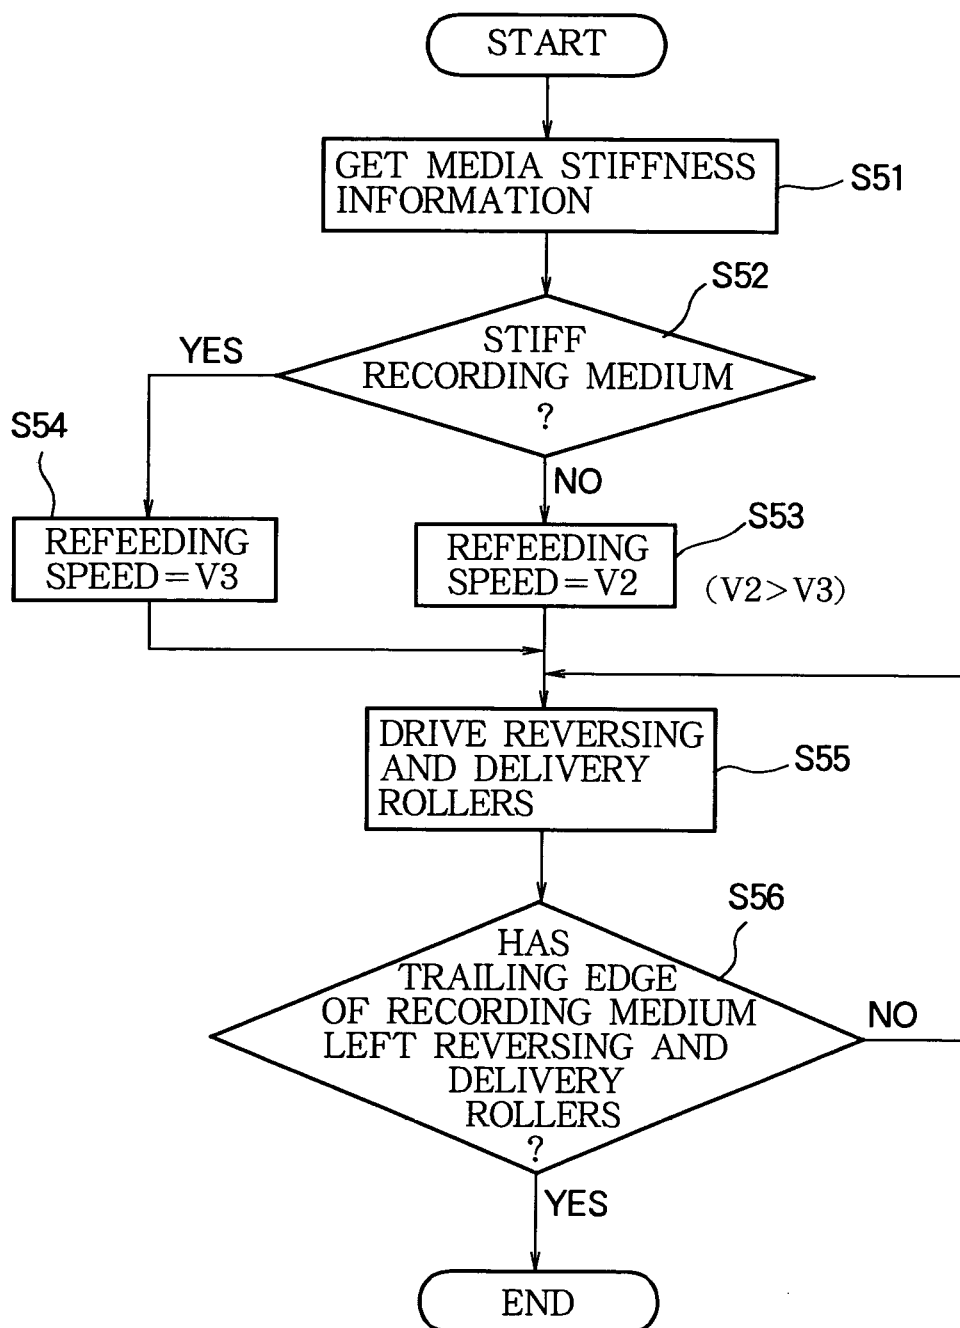 START
GET MEDIA STIFFNESS
INFORMATION
S51
S52
STIFF
RECORDING MEDIUM
?
YES
NO
S54
REFEEDING
SPEED=V3
S53
REFEEDING
SPEED=V2
(V2>V3)
DRIVE REVERSING
AND DELIVERY
ROLLERS
S55
S56
HAS
TRAILING EDGE
OF RECORDING MEDIUM
LEFT REVERSING AND
DELIVERY
ROLLERS
?
NO
YES
END